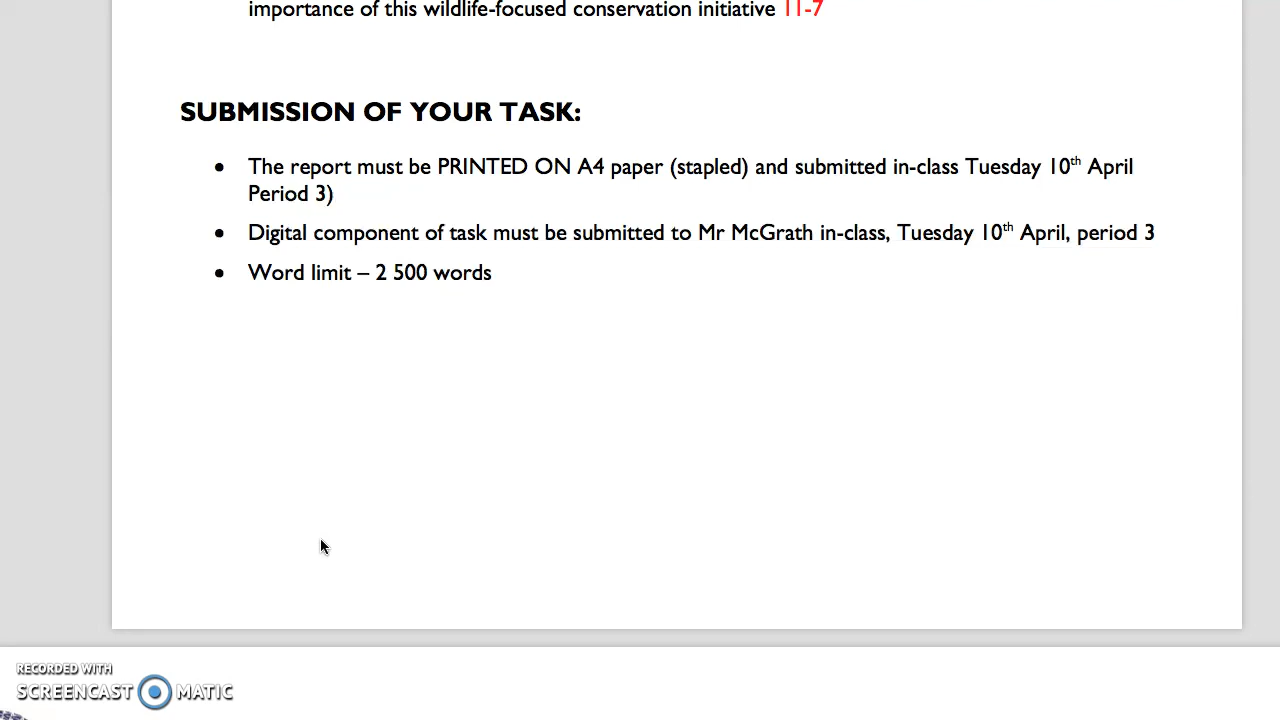 importance of this wildlife-focused conservation initiative 11-7
SUBMISSION OF YOUR TASK:
• The report must be PRINTED ON A4 paper (stapled) and submitted in-class Tuesday 10th April
Period 3)
• Digital component of task must be submitted to Mr McGrath in-class, Tuesday 10th April, period 3
• Word limit – 2 500 words
RECORDED WITH
SCREENCAST MATIC